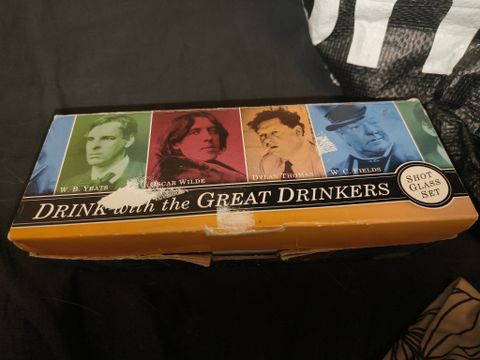 W. B. YEATS
OSCAR WILDE
DYLAN THOMAS
W. C. FIELDS
DRINK with the GREAT DRINKERS
SHOT
GLASS
SET